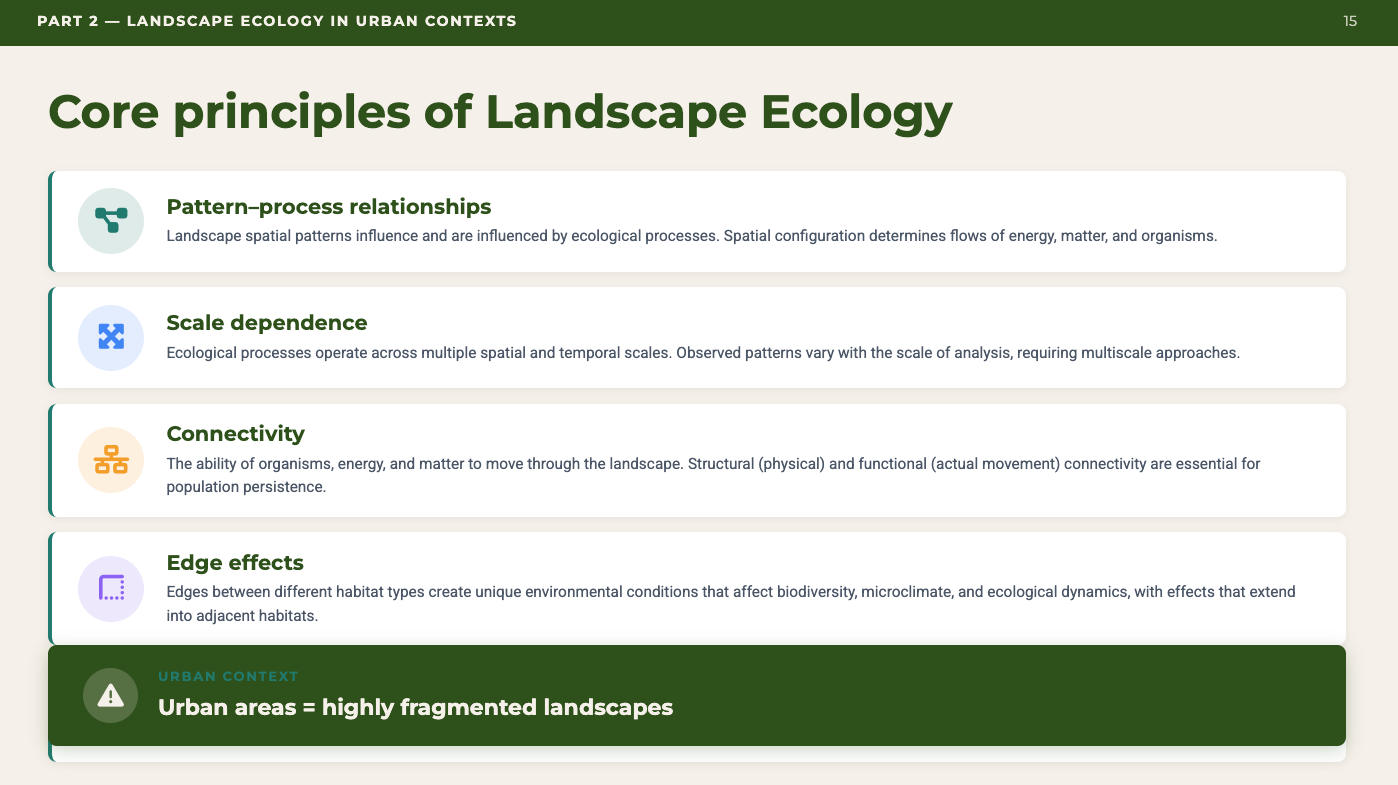 PART 2 — LANDSCAPE ECOLOGY IN URBAN CONTEXTS
15
Core principles of Landscape Ecology
Pattern–process relationships
Landscape spatial patterns influence and are influenced by ecological processes. Spatial configuration determines flows of energy, matter, and organisms.
Scale dependence
Ecological processes operate across multiple spatial and temporal scales. Observed patterns vary with the scale of analysis, requiring multiscale approaches.
Connectivity
The ability of organisms, energy, and matter to move through the landscape. Structural (physical) and functional (actual movement) connectivity are essential for
population persistence.
Edge effects
Edges between different habitat types create unique environmental conditions that affect biodiversity, microclimate, and ecological dynamics, with effects that extend
into adjacent habitats.
URBAN CONTEXT
Urban areas = highly fragmented landscapes